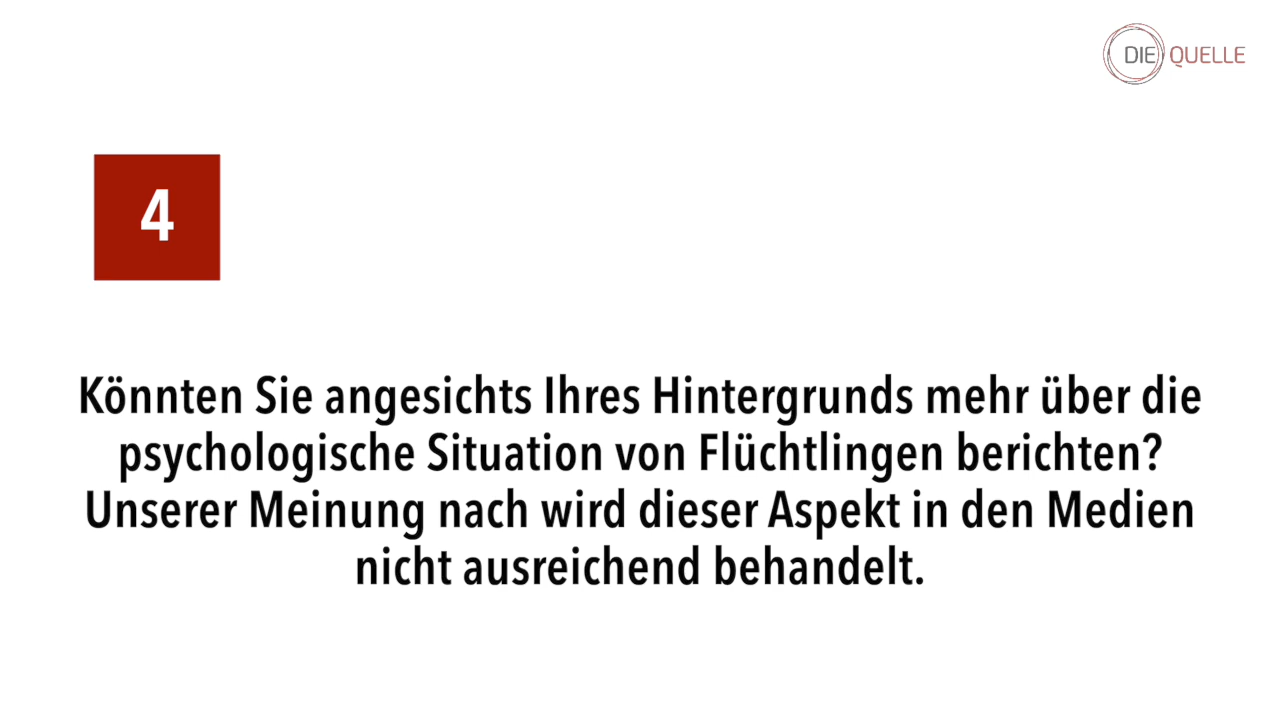 DIE QUELLE
4
Könnten Sie angesichts Ihres Hintergrunds mehr über die
psychologische Situation von Flüchtlingen berichten?
Unserer Meinung nach wird dieser Aspekt in den Medien
nicht ausreichend behandelt.